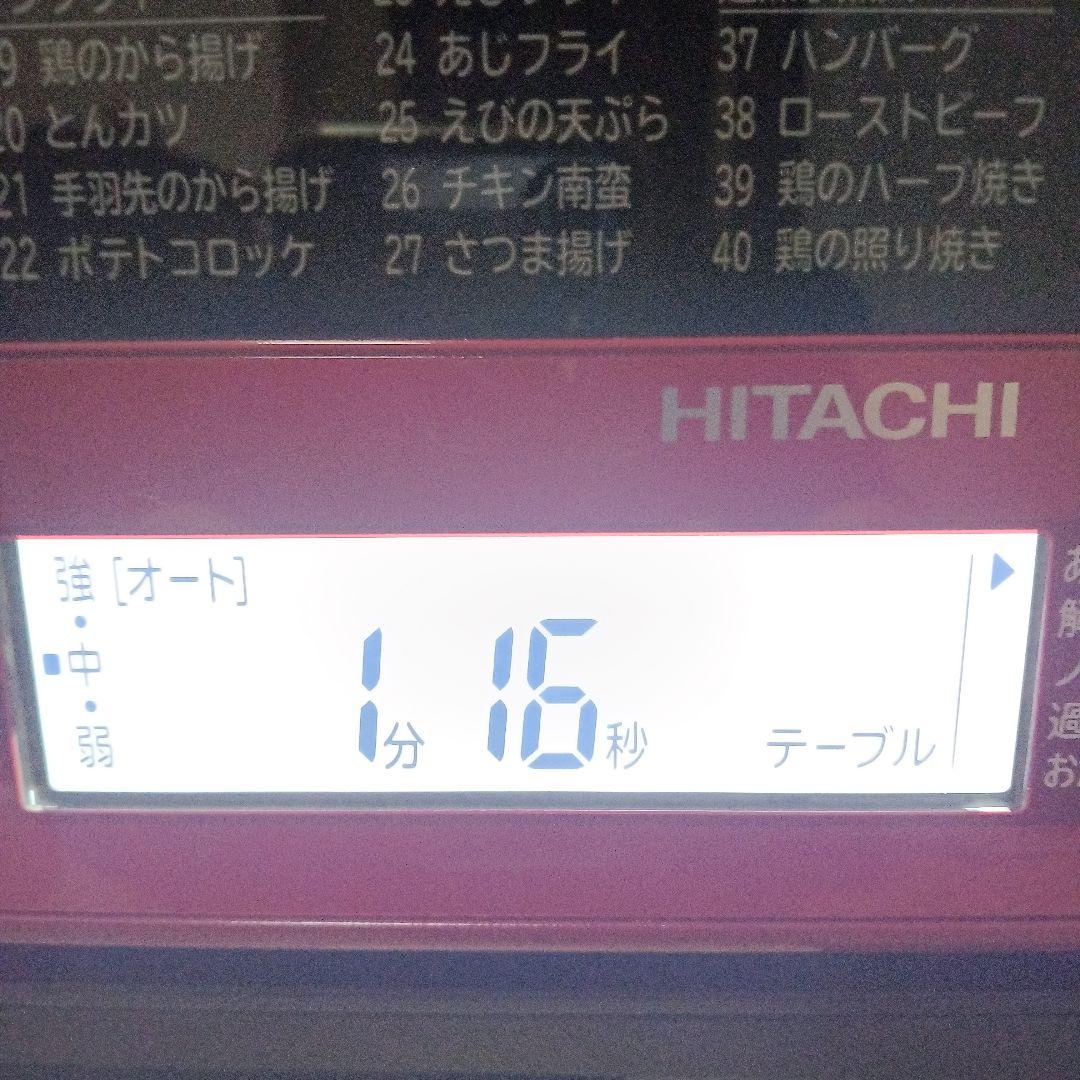 鶏のから揚げ
とんカツ
21 手羽先のから揚げ
22 ポテトコロッケ
24 あじフライ
25 えびの天ぷら
26 チキン南蛮
27 さつま揚げ
37 ハンバーグ
38 ローストビーフ
39 鶏のハーブ焼き
40 鶏の照り焼き
HITACHI
強 [オート]
中
弱
1分 16秒
テーブル